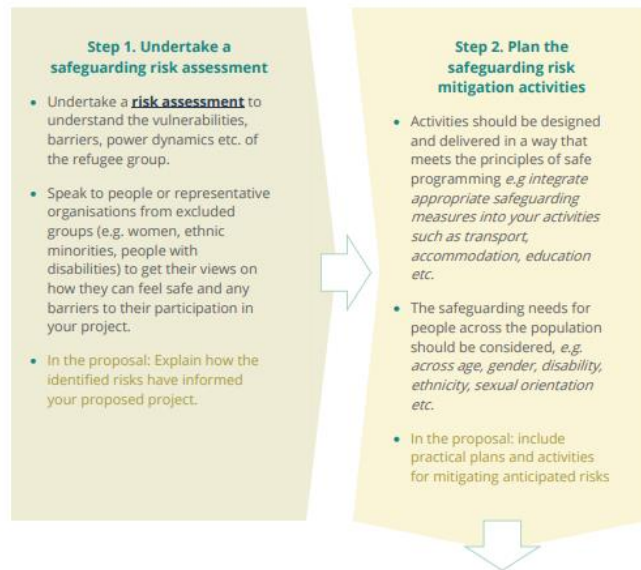 Step 1. Undertake a
safeguarding risk assessment
• Undertake a risk assessment to
understand the vulnerabilities,
barriers, power dynamics etc. of
the refugee group.
• Speak to people or representative
organisations from excluded
groups (e.g. women, ethnic
minorities, people with
disabilities) to get their views on
how they can feel safe and any
barriers to their participation in
your project.
• In the proposal: Explain how the
identified risks have informed
your proposed project.
Step 2. Plan the
safeguarding risk
mitigation activities
• Activities should be designed
and delivered in a way that
meets the principles of safe
programming e.g integrate
appropriate safeguarding
measures into your activities
such as transport,
accommodation, education
etc.
• The safeguarding needs for
people across the population
should be considered, e.g.
across age, gender, disability,
ethnicity, sexual orientation
etc.
• In the proposal: include
practical plans and activities
for mitigating anticipated risks